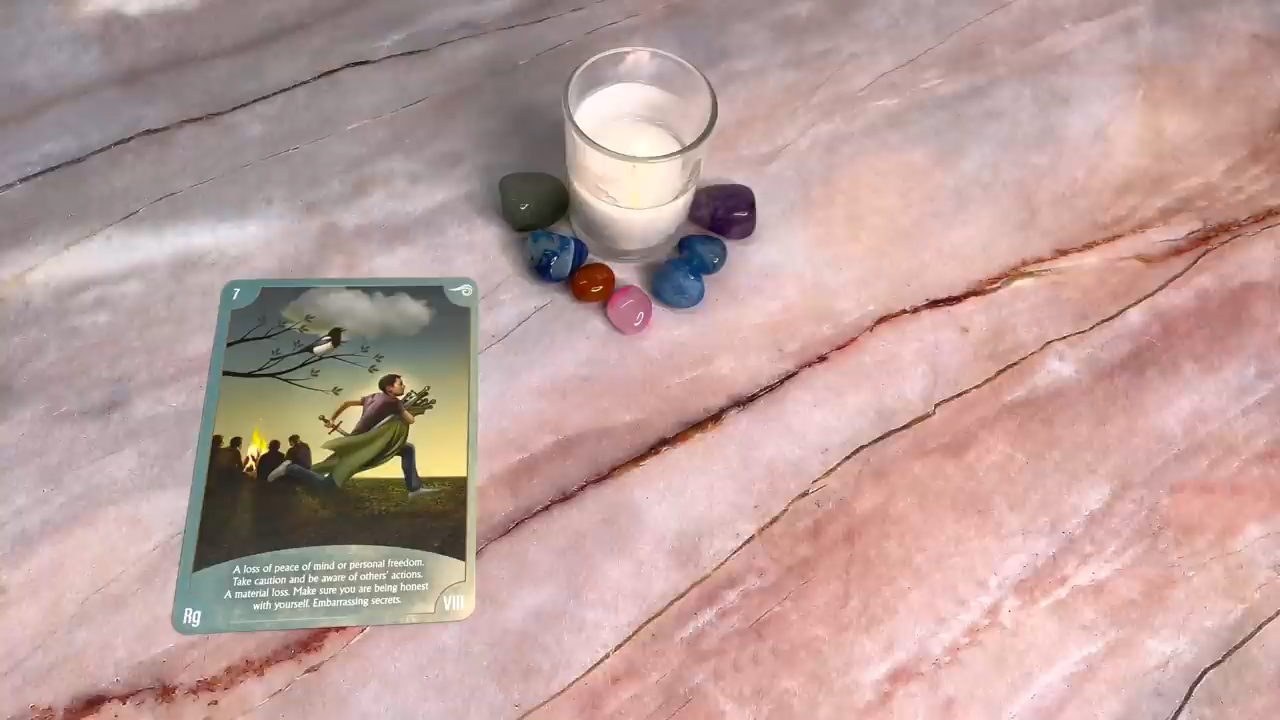 7
A loss of peace of mind or personal freedom.
Take caution and be aware of others' actions.
A material loss. Make sure you are being honest
with yourself. Embarrassing secrets.
Rg
VIII